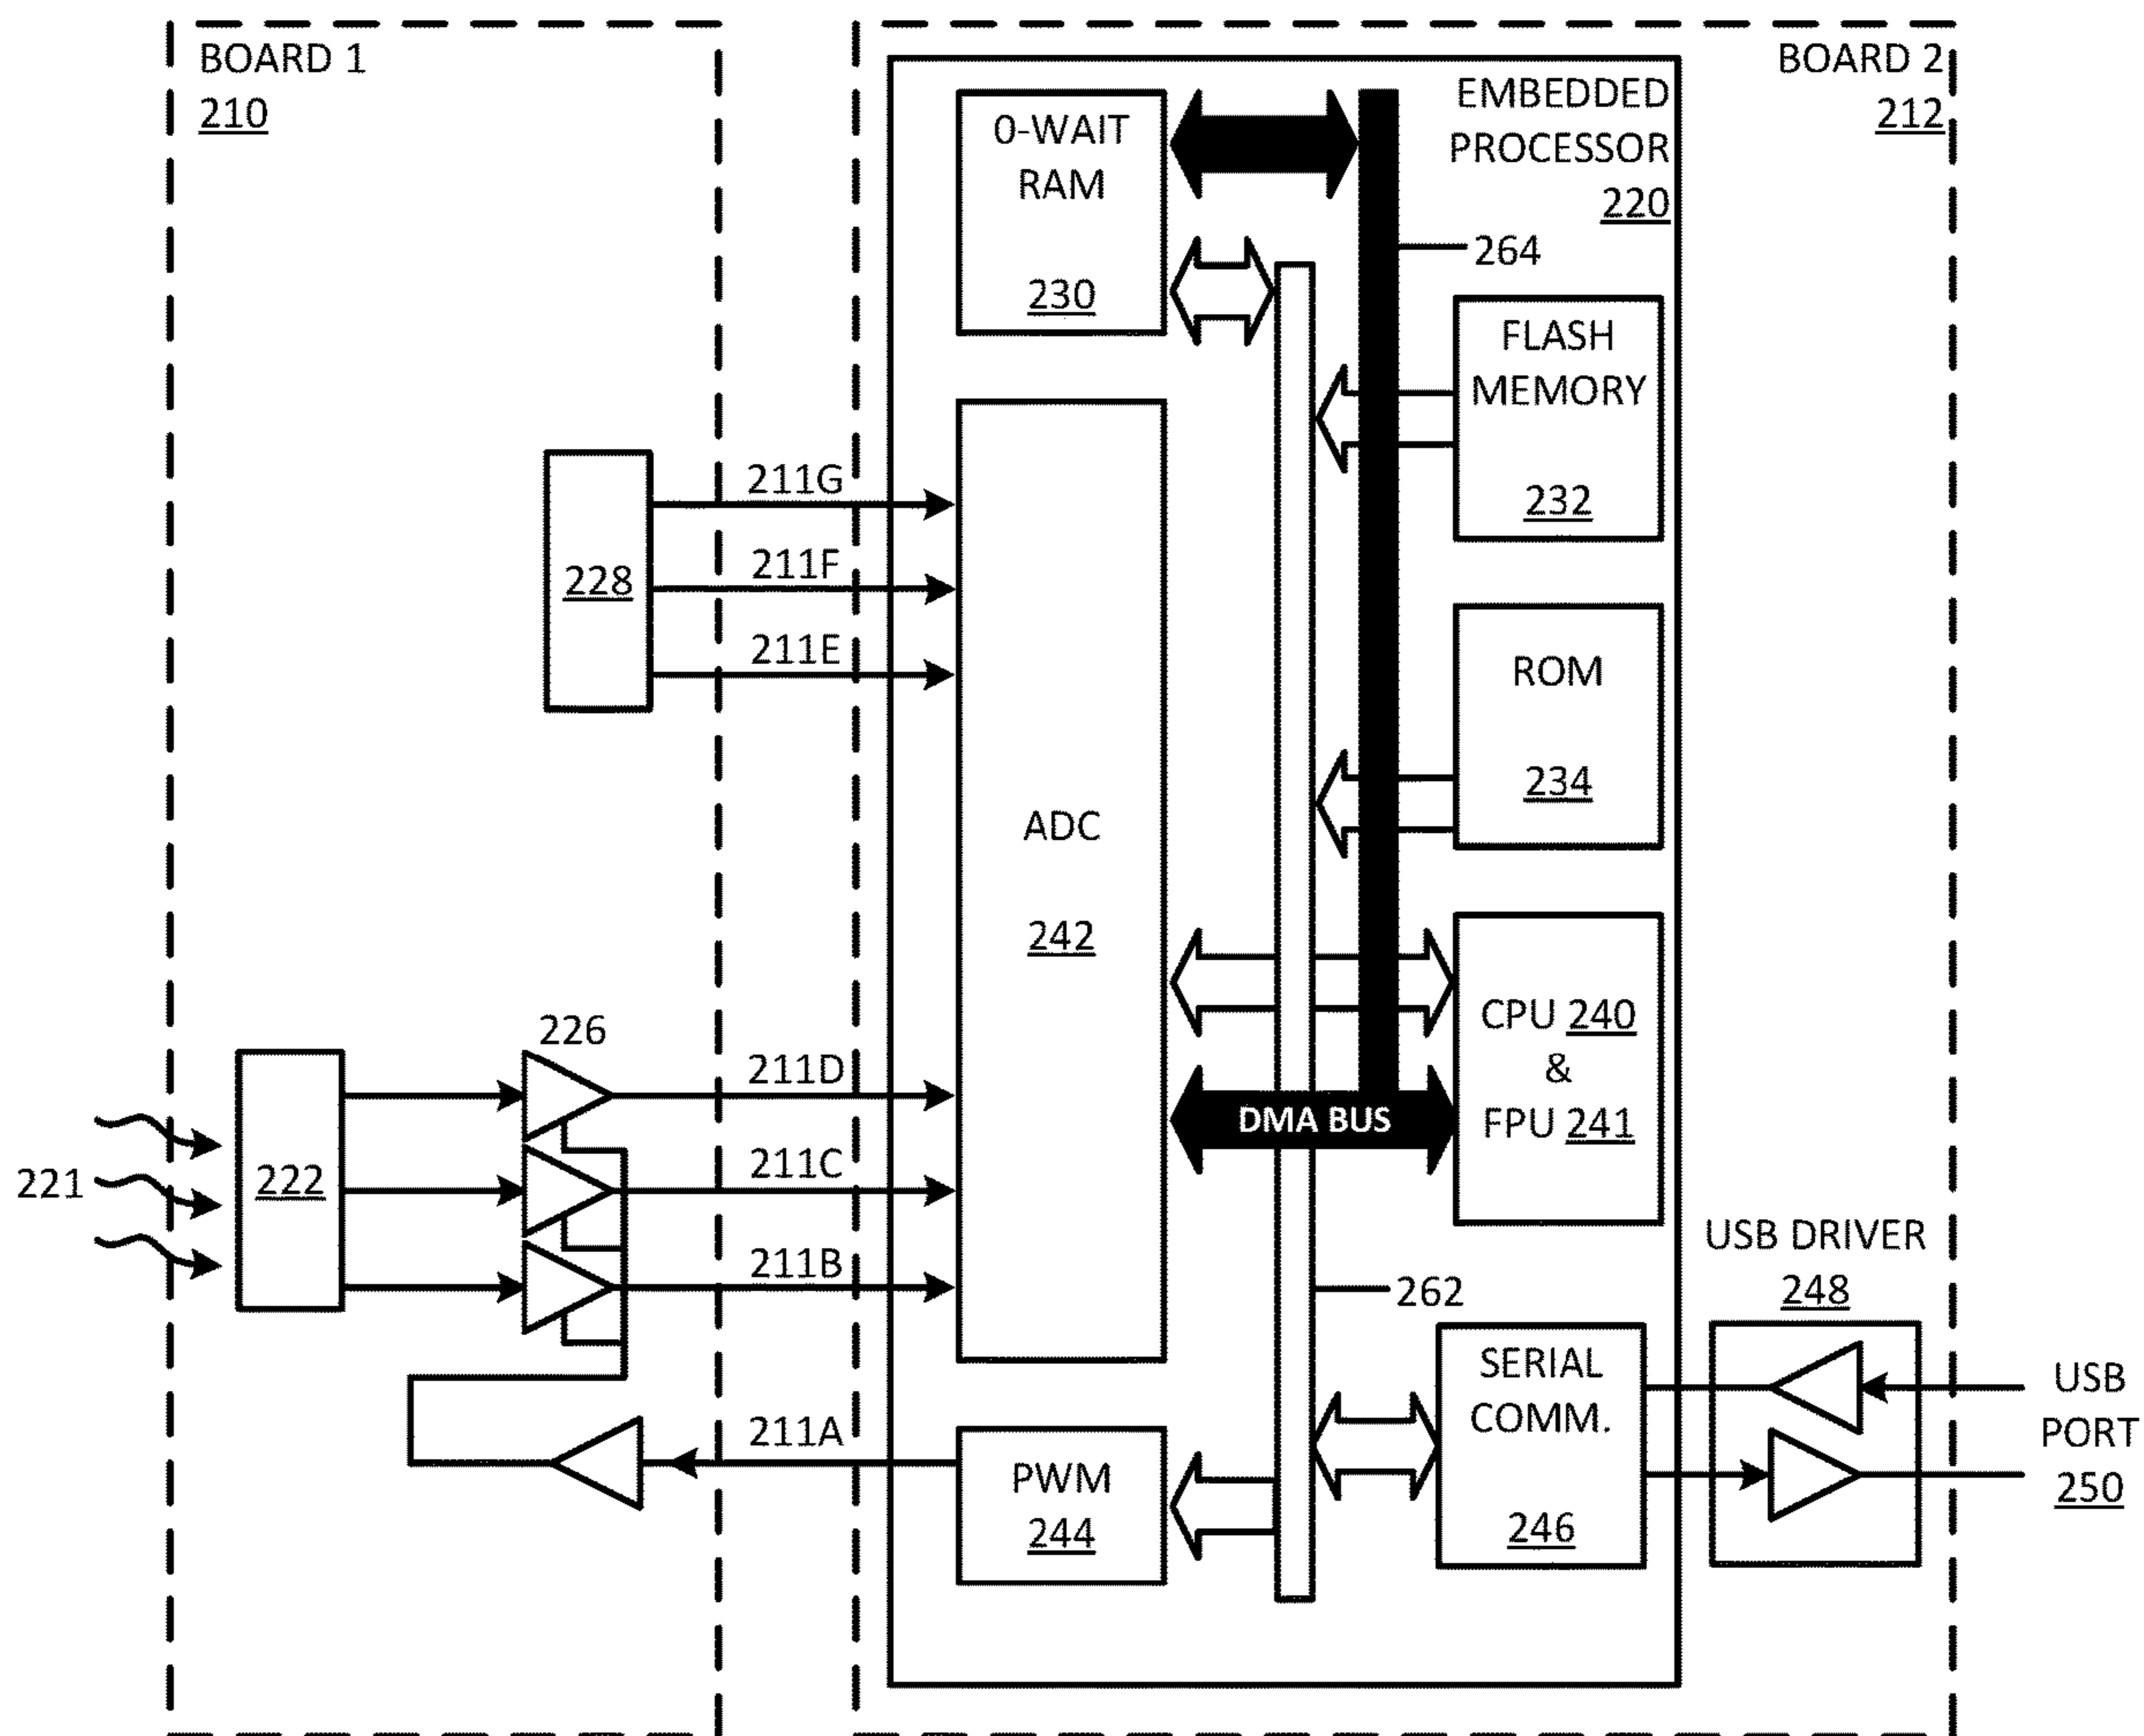 BOARD 1
210
BOARD 2
212
EMBEDDED
PROCESSOR
220
0-WAIT
RAM
230
264
FLASH
MEMORY
232
211G
211F
211E
228
ROM
234
ADC
242
CPU 240
&
FPU 241
DMA BUS
226
211D
211C
211B
221
222
262
USB DRIVER
248
SERIAL
COMM.
246
USB
PORT
250
211A
PWM
244